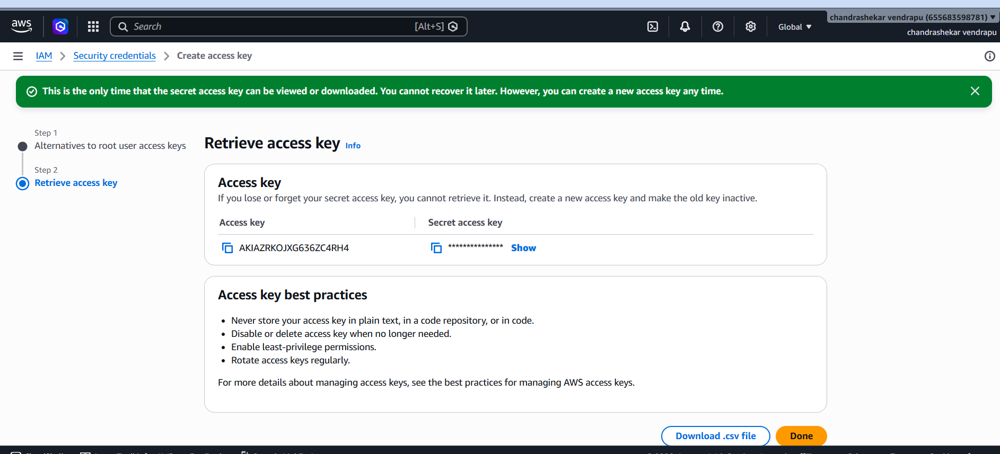 aws
Search [Alt+S]
Global
chandrashekar vendrapu (655683598781)
chandrashekar vendrapu
IAM > Security credentials > Create access key
This is the only time that the secret access key can be viewed or downloaded. You cannot recover it later. However, you can create a new access key any time.
Step 1
Alternatives to root user access keys
Step 2
Retrieve access key
Retrieve access key Info
Access key
If you lose or forget your secret access key, you cannot retrieve it. Instead, create a new access key and make the old key inactive.
Access key
Secret access key
AKIAZRKOJXG636ZC4RH4
*************** Show
Access key best practices
Never store your access key in plain text, in a code repository, or in code.
Disable or delete access key when no longer needed.
Enable least-privilege permissions.
Rotate access keys regularly.
For more details about managing access keys, see the best practices for managing AWS access keys.
Download .csv file
Done